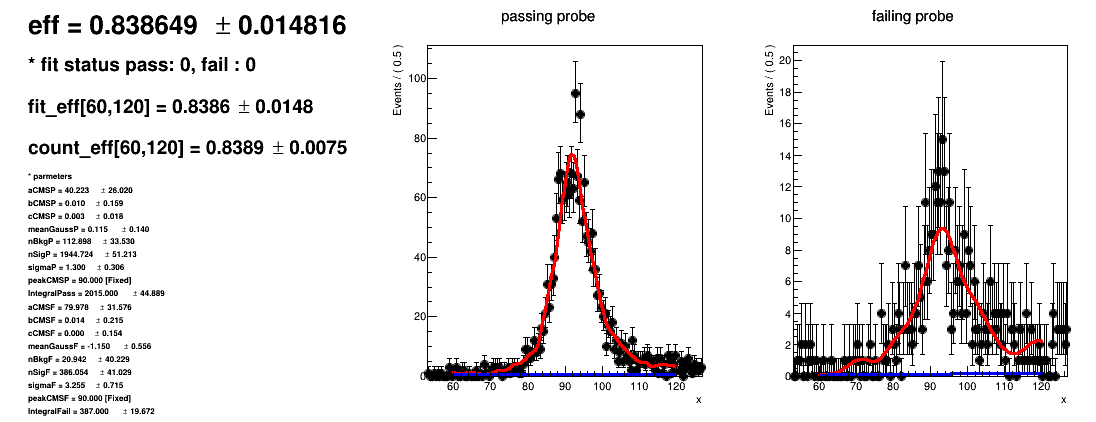 eff = 0.838649 ± 0.014816
* fit status pass: 0, fail : 0
fit_eff[60,120] = 0.8386 ± 0.0148
count_eff[60,120] = 0.8389 ± 0.0075
* parmeters
aCMSP = 40.223 ± 26.020
bCMSP = 0.010 ± 0.159
cCMSP = 0.003 ± 0.018
meanGaussP = 0.115 ± 0.140
nBkgP = 112.898 ± 33.530
nSigP = 1944.724 ± 51.213
sigmaP = 1.300 ± 0.306
peakCMSP = 90.000 [Fixed]
IntegralPass = 2015.000 ± 44.889
aCMSF = 79.978 ± 31.576
bCMSF = 0.014 ± 0.215
cCMSF = 0.000 ± 0.154
meanGaussF = -1.150 ± 0.556
nBkgF = 20.942 ± 40.229
nSigF = 386.054 ± 41.029
sigmaF = 3.255 ± 0.715
peakCMSF = 90.000 [Fixed]
IntegralFail = 387.000 ± 19.672
passing probe
Events / ( 0.5 )
100
80
60
40
20
0
60 70 80 90 100 110 120
x
failing probe
Events / ( 0.5 )
20
18
16
14
12
10
8
6
4
2
0
60 70 80 90 100 110 120
x